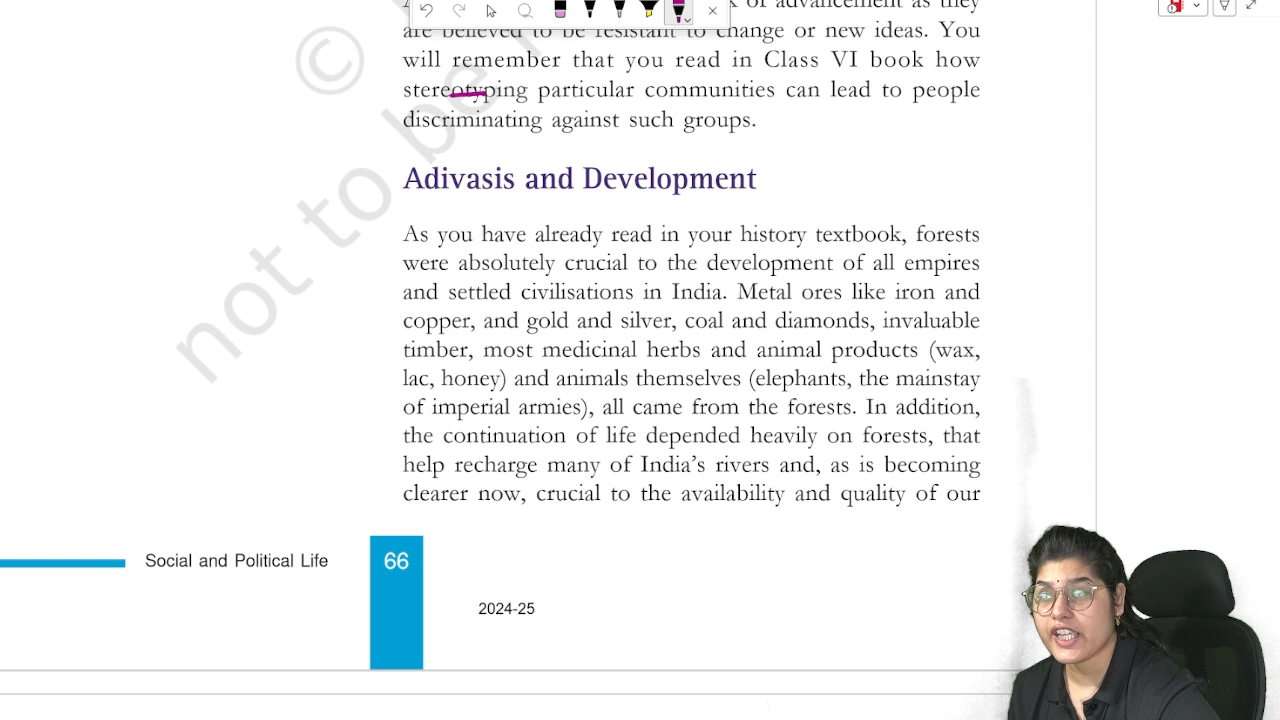 of advancement as they
are believed to be resistant to change or new ideas. You
will remember that you read in Class VI book how
stereotyping particular communities can lead to people
discriminating against such groups.
Adivasis and Development
As you have already read in your history textbook, forests
were absolutely crucial to the development of all empires
and settled civilisations in India. Metal ores like iron and
copper, and gold and silver, coal and diamonds, invaluable
timber, most medicinal herbs and animal products (wax,
lac, honey) and animals themselves (elephants, the mainstay
of imperial armies), all came from the forests. In addition,
the continuation of life depended heavily on forests, that
help recharge many of India's rivers and, as is becoming
clearer now, crucial to the availability and quality of our
Social and Political Life
66
2024-25
©
not to be